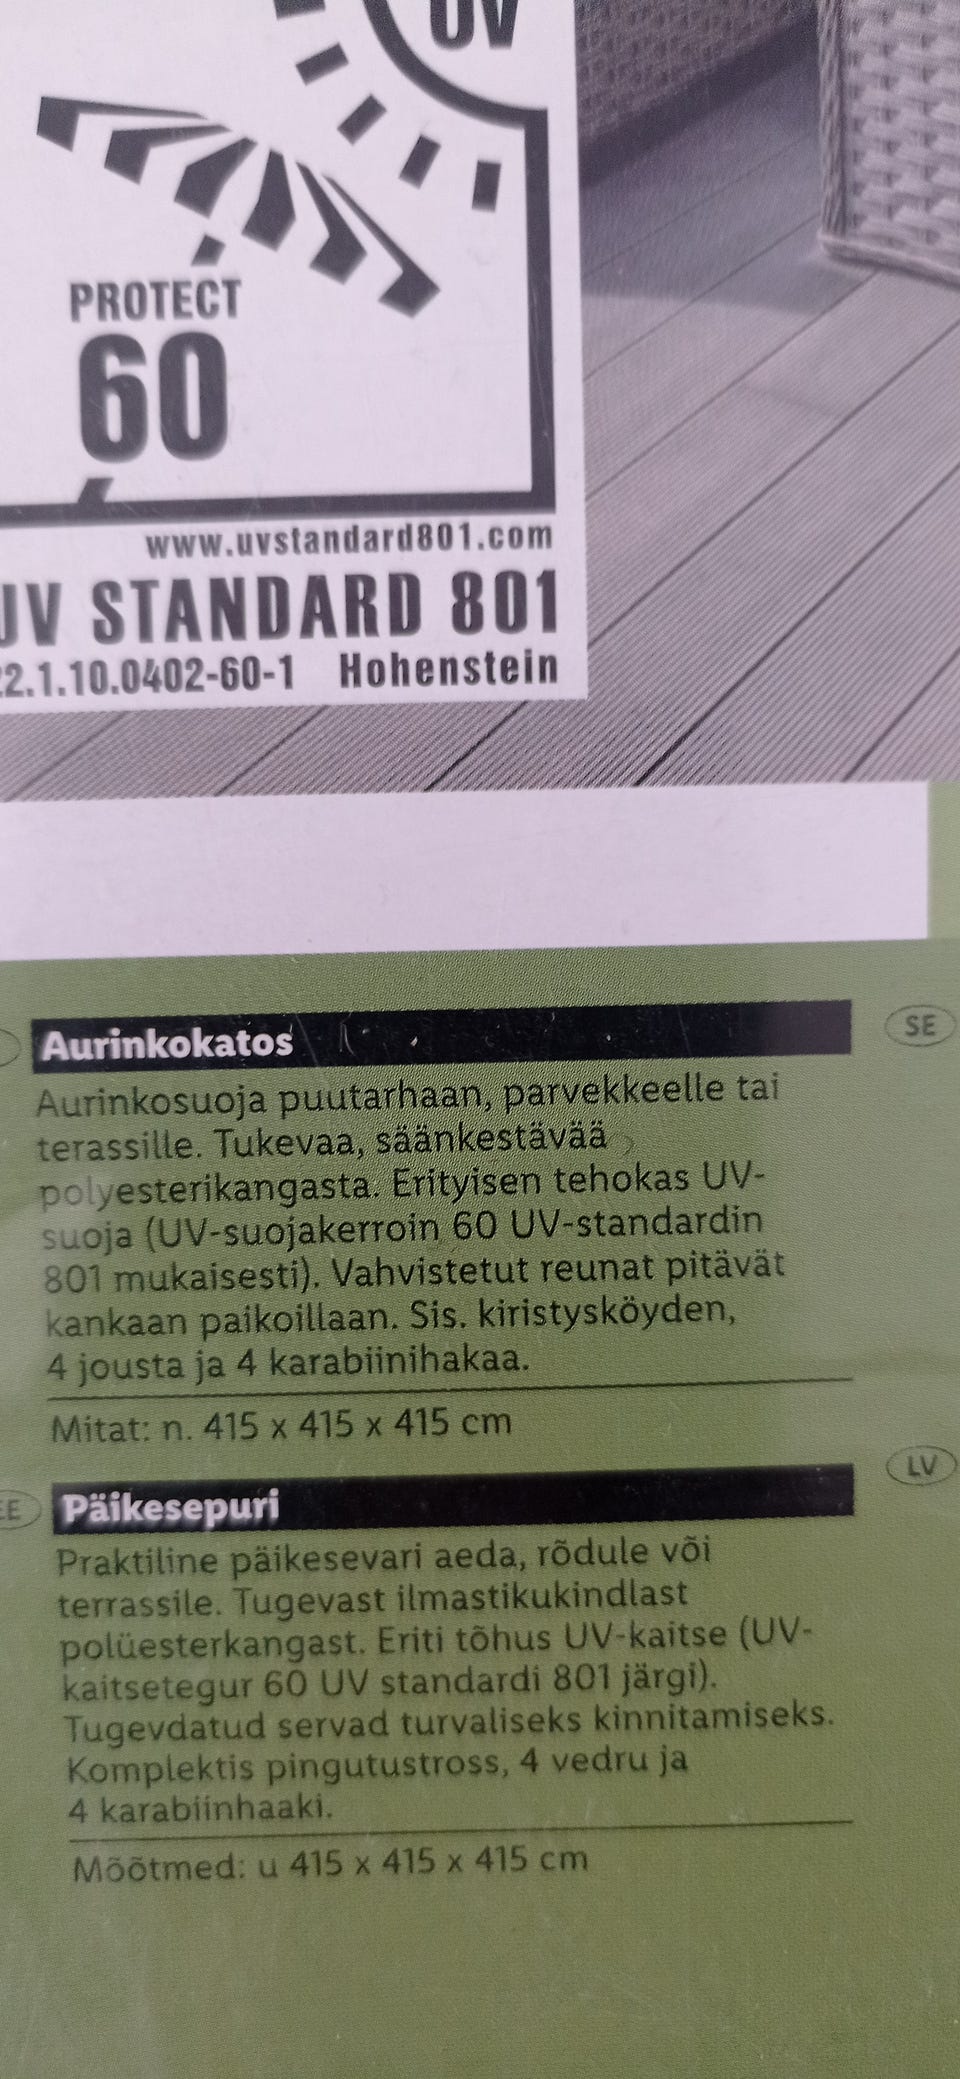 UV
PROTECT
60
www.uvstandard801.com
UV STANDARD 801
22.1.10.0402-60-1 Hohenstein
Aurinkokatos
SE
Aurinkosuoja puutarhaan, parvekkeelle tai
terassille. Tukevaa, säänkestävää
polyesterikangasta. Erityisen tehokas UV-
suoja (UV-suojakerroin 60 UV-standardin
801 mukaisesti). Vahvistetut reunat pitävät
kankaan paikoillaan. Sis. kiristysköyden,
4 jousta ja 4 karabiinihakaa.
Mitat: n. 415 x 415 x 415 cm
LV
EE Päikesepuri
Praktiline päikesevari aeda, rõdule või
terrassile. Tugevast ilmastikukindlast
polüesterkangast. Eriti tõhus UV-kaitse (UV-
kaitsetegur 60 UV standardi 801 järgi).
Tugevdatud servad turvaliseks kinnitamiseks.
Komplektis pingutustross, 4 vedru ja
4 karabiinhaaki.
Mõõtmed: u 415 x 415 x 415 cm